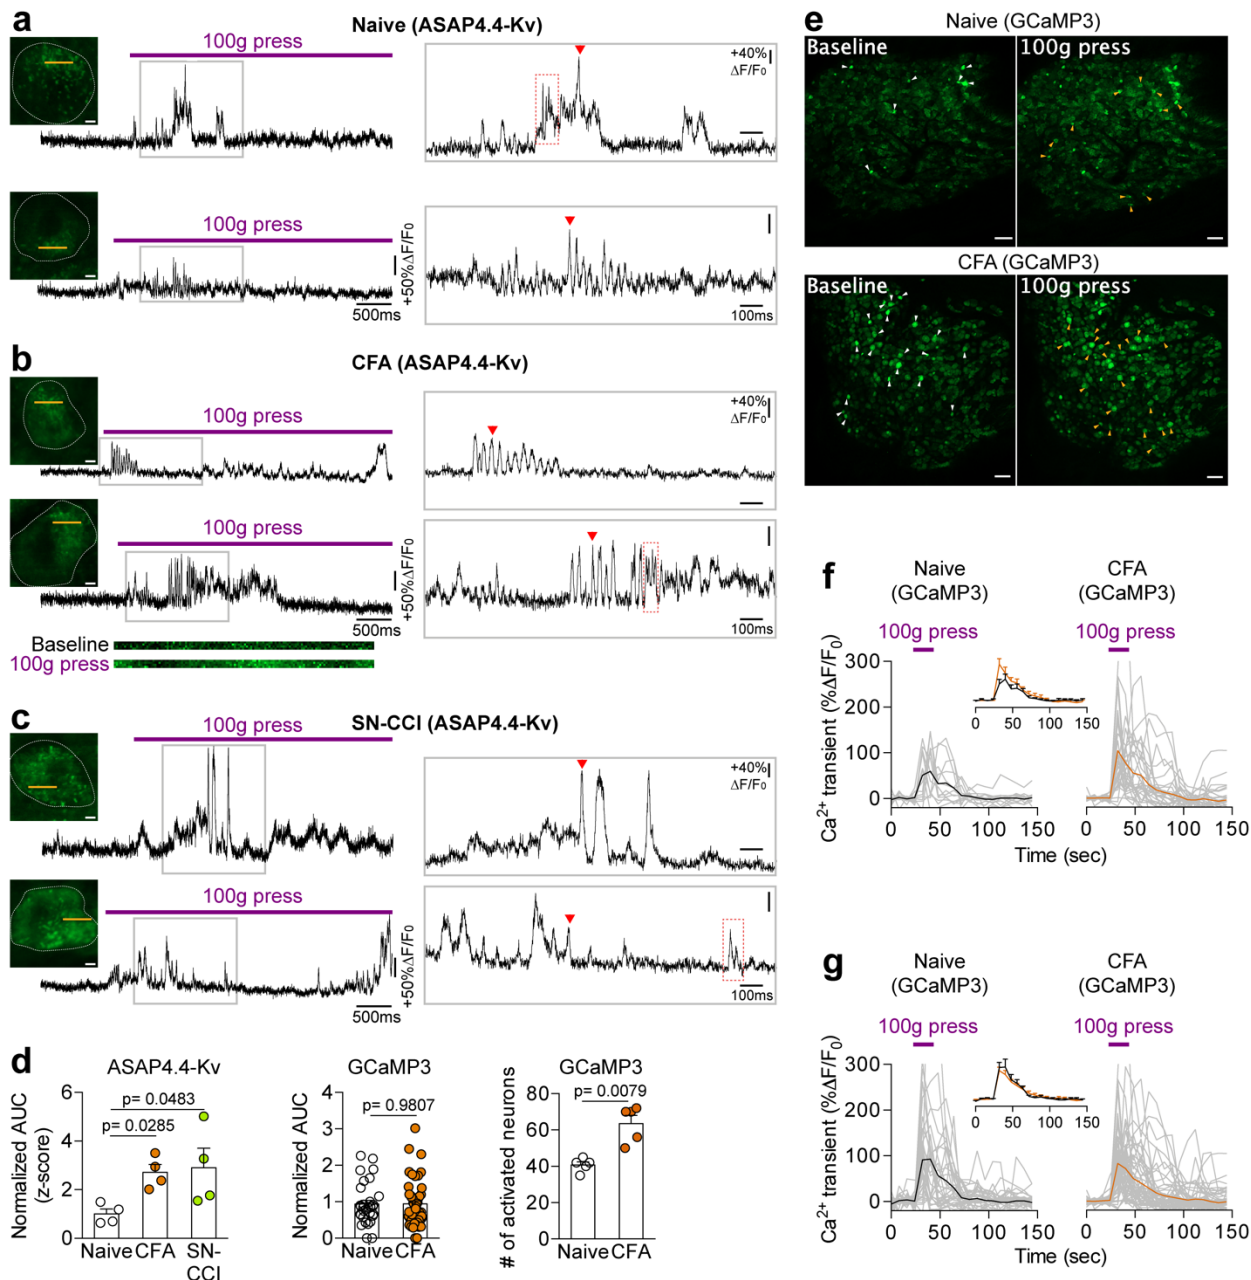 a
Naive (ASAP4.4-Kv)
100g press
+40%
ΔF/F₀
100g press
+50%ΔF/F₀
500ms
100ms
b
CFA (ASAP4.4-Kv)
100g press
+40%
ΔF/F₀
100g press
+50%ΔF/F₀
500ms
100ms
Baseline
100g press
c
SN-CCI (ASAP4.4-Kv)
100g press
+40%
ΔF/F₀
100g press
+50%ΔF/F₀
500ms
100ms
d
ASAP4.4-Kv
Normalized AUC
(z-score)
6
4
2
0
p= 0.0483
p= 0.0285
Naive CFA SN-
CCI
GCaMP3
Normalized AUC
4
3
2
1
0
p= 0.9807
Naive CFA
GCaMP3
# of activated neurons
80
60
40
20
0
p= 0.0079
Naive CFA
e
Naive (GCaMP3)
Baseline 100g press
CFA (GCaMP3)
Baseline 100g press
f
Naive CFA
(GCaMP3) (GCaMP3)
100g press 100g press
Ca²⁺ transient (%ΔF/F₀)
300
200
100
0
0 50 100 150
0 50 100 150 0 50 100 150
Time (sec)
g
Naive CFA
(GCaMP3) (GCaMP3)
100g press 100g press
Ca²⁺ transient (%ΔF/F₀)
300
200
100
0
0 50 100 150
0 50 100 150 0 50 100 150
Time (sec)